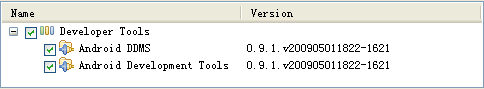 Name Version
Developer Tools
Android DDMS 0.9.1.v200905011822-1621
Android Development Tools 0.9.1.v200905011822-1621